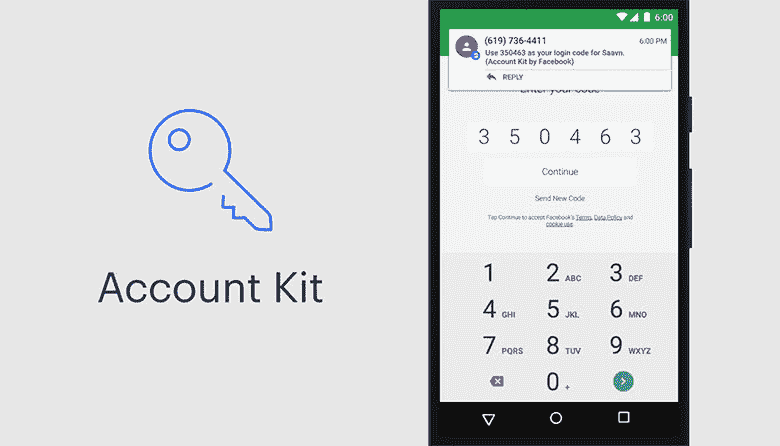 Account Kit
6:00
(619) 736-4411
6:00 PM
Use 350463 as your login code for Saavn.
(Account Kit by Facebook)
REPLY
Enter your code
3 5 0 4 6 3
Continue
Send New Code
Tap Continue to accept Facebook's Terms, Data Policy and
cookie use.
1 2 ABC 3 DEF
4 GHI 5 JKL 6 MNO
7 PQRS 8 TUV 9 WXYZ
0 +